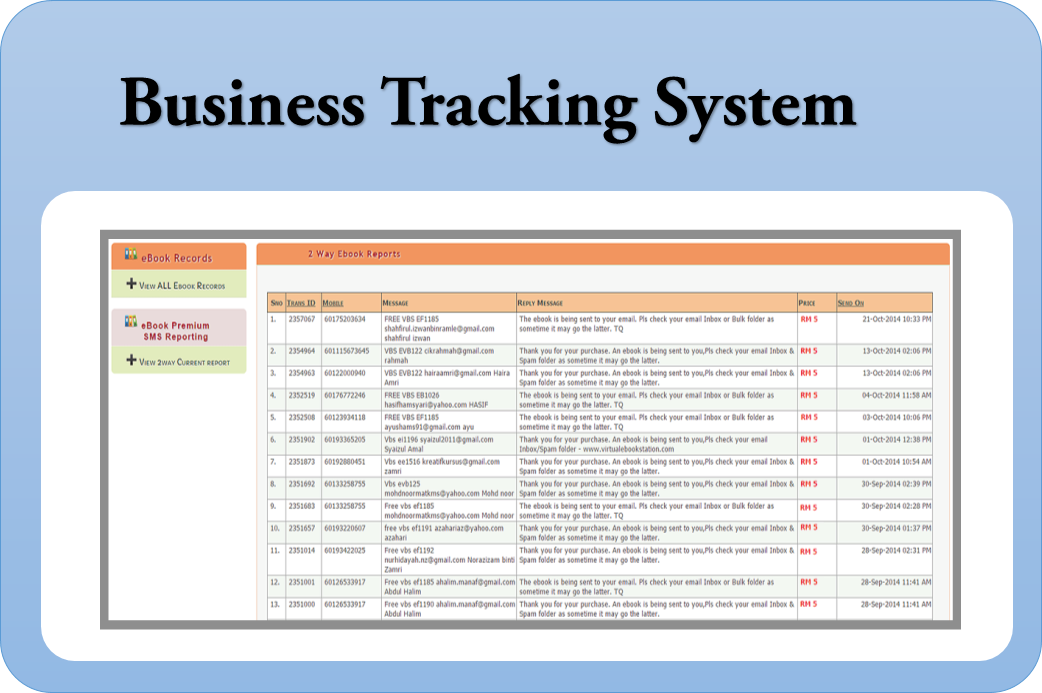 Business Tracking System
eBook Records
VIEW ALL EBOOK RECORDS
eBook Premium
SMS Reporting
VIEW 2WAY CURRENT REPORT
2 Way Ebook Reports
SNO TRANS ID MOBILE MESSAGE REPLY MESSAGE PRICE SEND ON
1. 2357067 60175203634 FREE VBS EF1185 The ebook is being sent to your email. Pls check your email Inbox or Bulk folder as RM 5 21-Oct-2014 10:33 PM
shahfirul.izwanbinramle@gmail.com sometime it may go the latter. TQ
shahfirul izwan
2. 2354964 601115673645 VBS EVB122 cikrahmah@gmail.com Thank you for your purchase. An ebook is being sent to you,Pls check your email Inbox & RM 5 13-Oct-2014 02:06 PM
rahmah Spam folder as sometime it may go the latter.
3. 2354963 60122000940 VBS EVB122 hairaamri@gmail.com Haira Thank you for your purchase. An ebook is being sent to you,Pls check your email Inbox & RM 5 13-Oct-2014 02:06 PM
Amri Spam folder as sometime it may go the latter.
4. 2352519 60176772246 FREE VBS EB1026 The ebook is being sent to your email. Pls check your email Inbox or Bulk folder as RM 5 04-Oct-2014 11:58 AM
hasifhamsyari@yahoo.com HASIF sometime it may go the latter. TQ
5. 2352508 60123934118 FREE VBS EF1185 The ebook is being sent to your email. Pls check your email Inbox or Bulk folder as RM 5 03-Oct-2014 10:06 PM
ayushams91@gmail.com ayu sometime it may go the latter. TQ
6. 2351902 60193365205 Vbs ei1196 syaizul2011@gmail.com Thank you for your purchase. An ebook is being sent to you,Pls check your email RM 5 01-Oct-2014 12:38 PM
Syaizul Amal Inbox/Spam folder - www.virtualebookstation.com
7. 2351873 60192880451 Vbs ee1516 kreatifkursus@gmail.com Thank you for your purchase. An ebook is being sent to you,Pls check your email Inbox & RM 5 01-Oct-2014 10:54 AM
zamri Spam folder as sometime it may go the latter.
8. 2351692 60133258755 Vbs evb125 Thank you for your purchase. An ebook is being sent to you,Pls check your email Inbox & RM 5 30-Sep-2014 02:39 PM
mohdnoormatkms@yahoo.com Mohd noor Spam folder as sometime it may go the latter.
9. 2351683 60133258755 Free vbs ef1185 The ebook is being sent to your email. Pls check your email Inbox or Bulk folder as RM 5 30-Sep-2014 02:28 PM
mohdnoormatkms@yahoo.com Mohd noor sometime it may go the latter. TQ
10. 2351657 60193220607 free vbs ef1191 azahariaz@yahoo.com Thank you for your purchase. An ebook is being sent to you,Pls check your email Inbox & RM 5 30-Sep-2014 01:37 PM
azahari Spam folder as sometime it may go the latter.
11. 2351014 60193422025 Free vbs ef1192 Thank you for your purchase. An ebook is being sent to you,Pls check your email Inbox & RM 5 28-Sep-2014 02:31 PM
nurhidayah.nz@gmail.com Norazizam binti Spam folder as sometime it may go the latter.
Zamri
12. 2351001 60126533917 Free vbs ef1185 ahalim.manaf@gmail.com The ebook is being sent to your email. Pls check your email Inbox or Bulk folder as RM 5 28-Sep-2014 11:41 AM
Abdul Halim sometime it may go the latter. TQ
13. 2351000 60126533917 Free vbs ef1190 ahalim.manaf@gmail.com Thank you for your purchase. An ebook is being sent to you,Pls check your email Inbox & RM 5 28-Sep-2014 11:41 AM
Abdul Halim Spam folder as sometime it may go the latter.